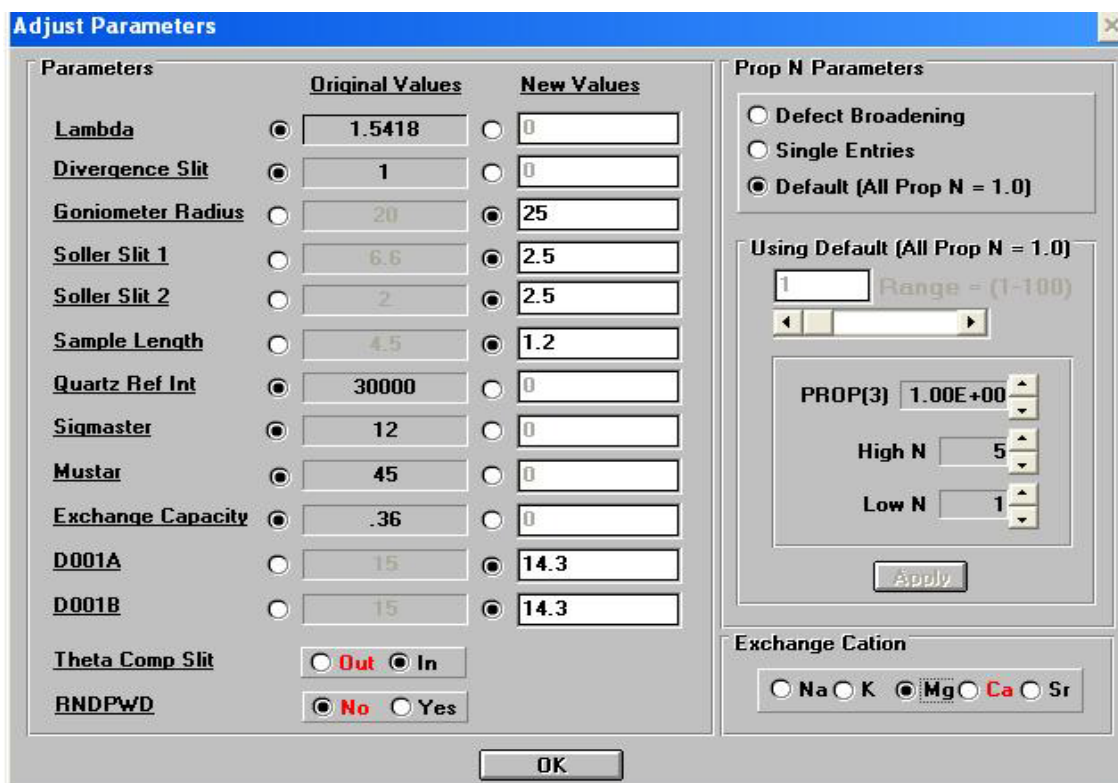 Adjust Parameters
Parameters
Original Values New Values
Lambda 1.5418 0
Divergence Slit 1 0
Goniometer Radius 20 25
Soller Slit 1 6.6 2.5
Soller Slit 2 2 2.5
Sample Length 4.5 1.2
Quartz Ref Int 30000 0
Sigmaster 12 0
Mustar 45 0
Exchange Capacity .36 0
D001A 15 14.3
D001B 15 14.3
Theta Comp Slit Out In
RNDPWD No Yes
Prop N Parameters
Defect Broadening
Single Entries
Default (All Prop N = 1.0)
Using Default (All Prop N = 1.0)
1 Range = (1-100)
PROP(3) 1.00E+00
High N 5
Low N 1
Apply
Exchange Cation
Na K Mg Ca Sr
OK